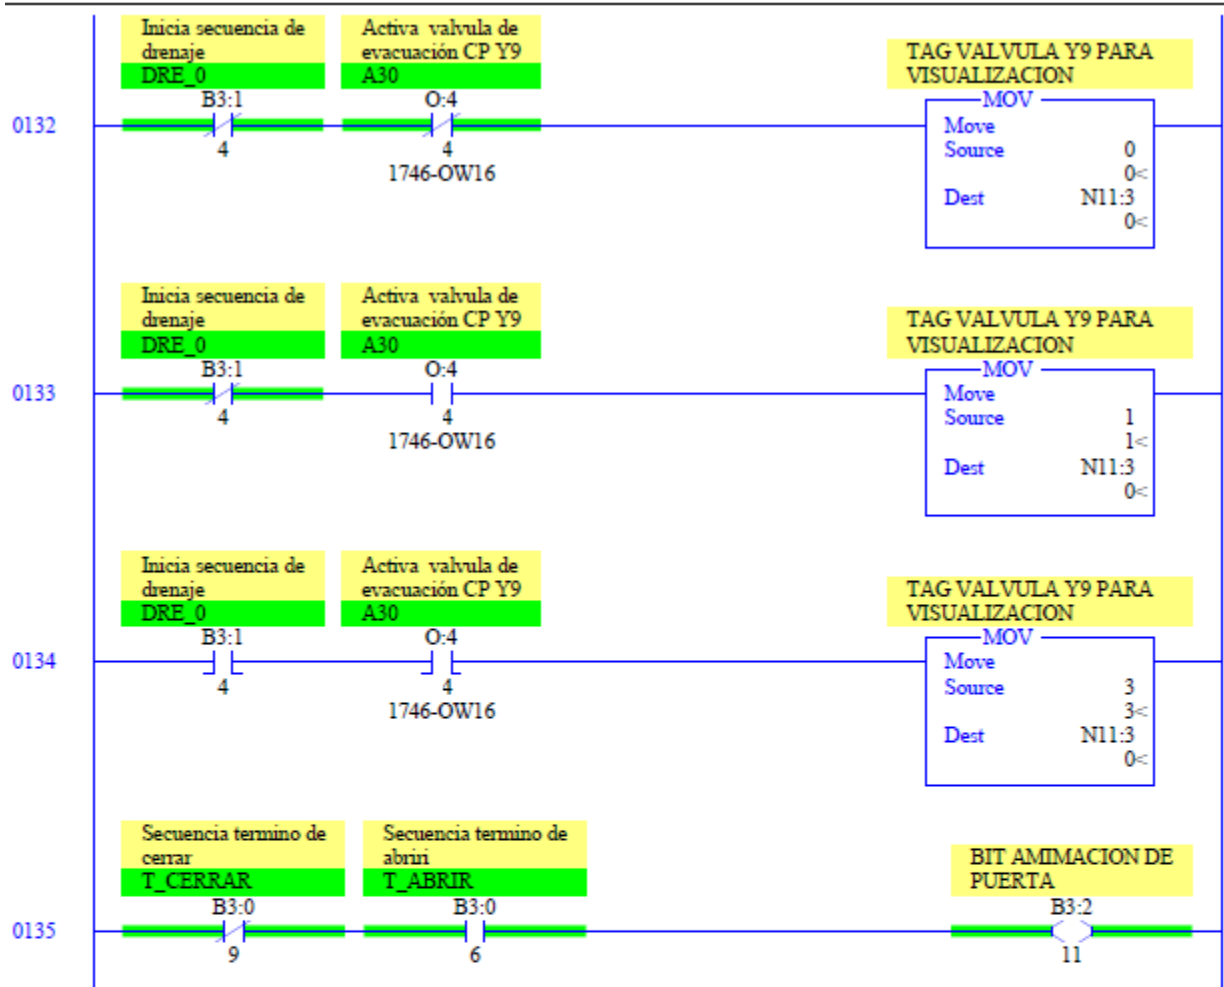 Inicia secuencia de
drenaje
DRE_0
B3:1
4
Activa valvula de
evacuación CP Y9
A30
O:4
4
1746-OW16
TAG VALVULA Y9 PARA
VISUALIZACION
MOV
Move
Source 0
0<
Dest N11:3
0<
0132
Inicia secuencia de
drenaje
DRE_0
B3:1
4
Activa valvula de
evacuación CP Y9
A30
O:4
4
1746-OW16
TAG VALVULA Y9 PARA
VISUALIZACION
MOV
Move
Source 1
1<
Dest N11:3
0<
0133
Inicia secuencia de
drenaje
DRE_0
B3:1
4
Activa valvula de
evacuación CP Y9
A30
O:4
4
1746-OW16
TAG VALVULA Y9 PARA
VISUALIZACION
MOV
Move
Source 3
3<
Dest N11:3
0<
0134
Secuencia termino de
cerrar
T_CERRAR
B3:0
9
Secuencia termino de
abriri
T_ABRIR
B3:0
6
BIT AMIMACION DE
PUERTA
B3:2
11
0135